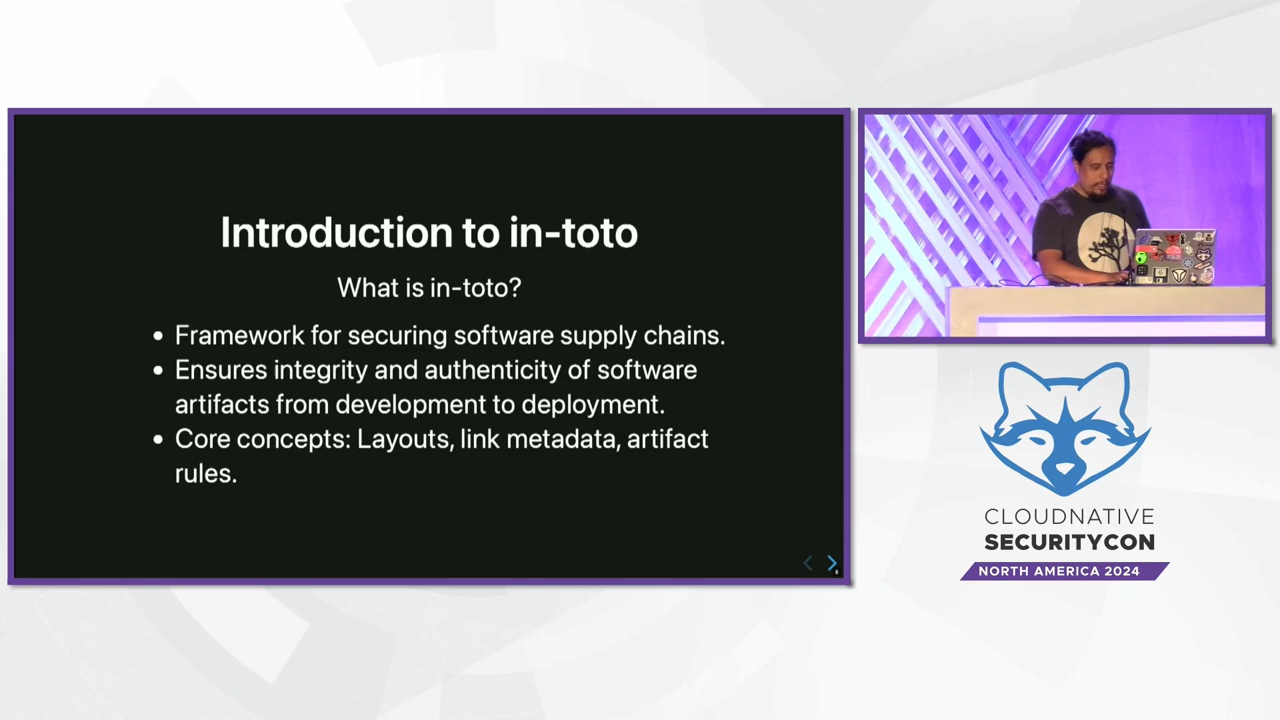 Introduction to in-toto
What is in-toto?
• Framework for securing software supply chains.
• Ensures integrity and authenticity of software
artifacts from development to deployment.
• Core concepts: Layouts, link metadata, artifact
rules.
CLOUDNATIVE
SECURITYCON
NORTH AMERICA 2024